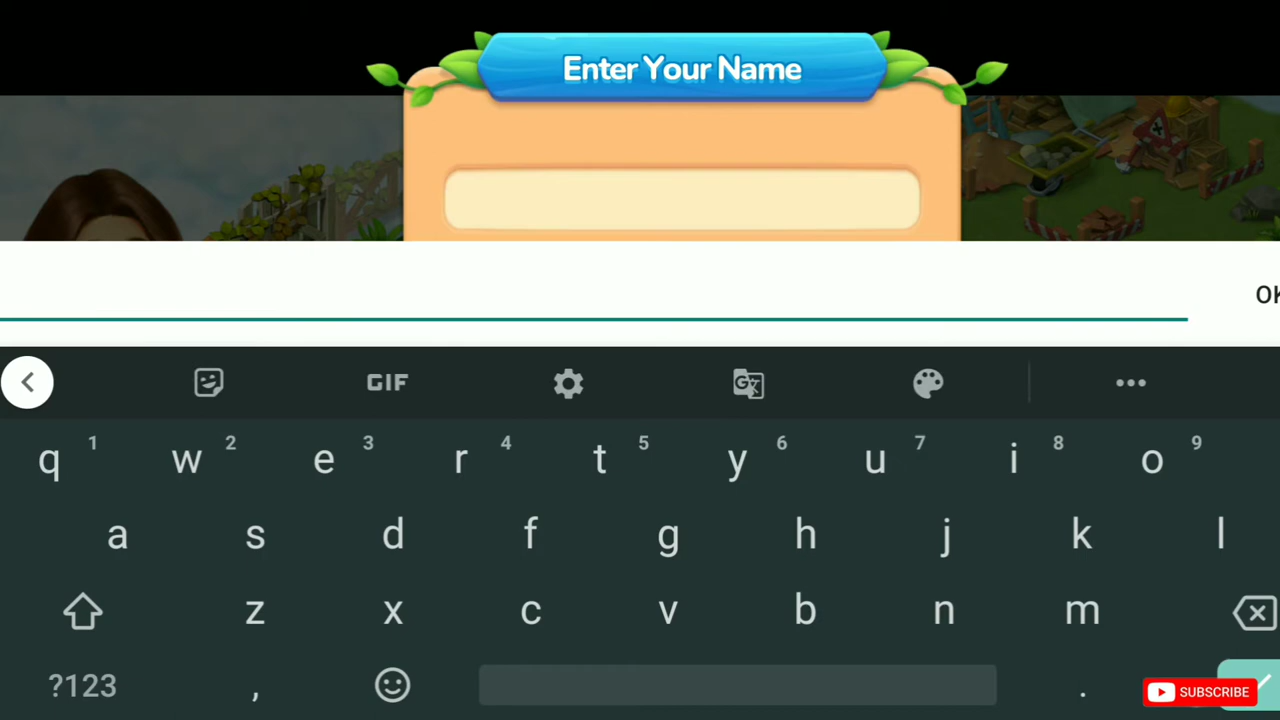 Enter Your Name
OK
GIF
q 1 w 2 e 3 r 4 t 5 y 6 u 7 i 8 o 9
a s d f g h j k l
z x c v b n m
?123 , .
SUBSCRIBE